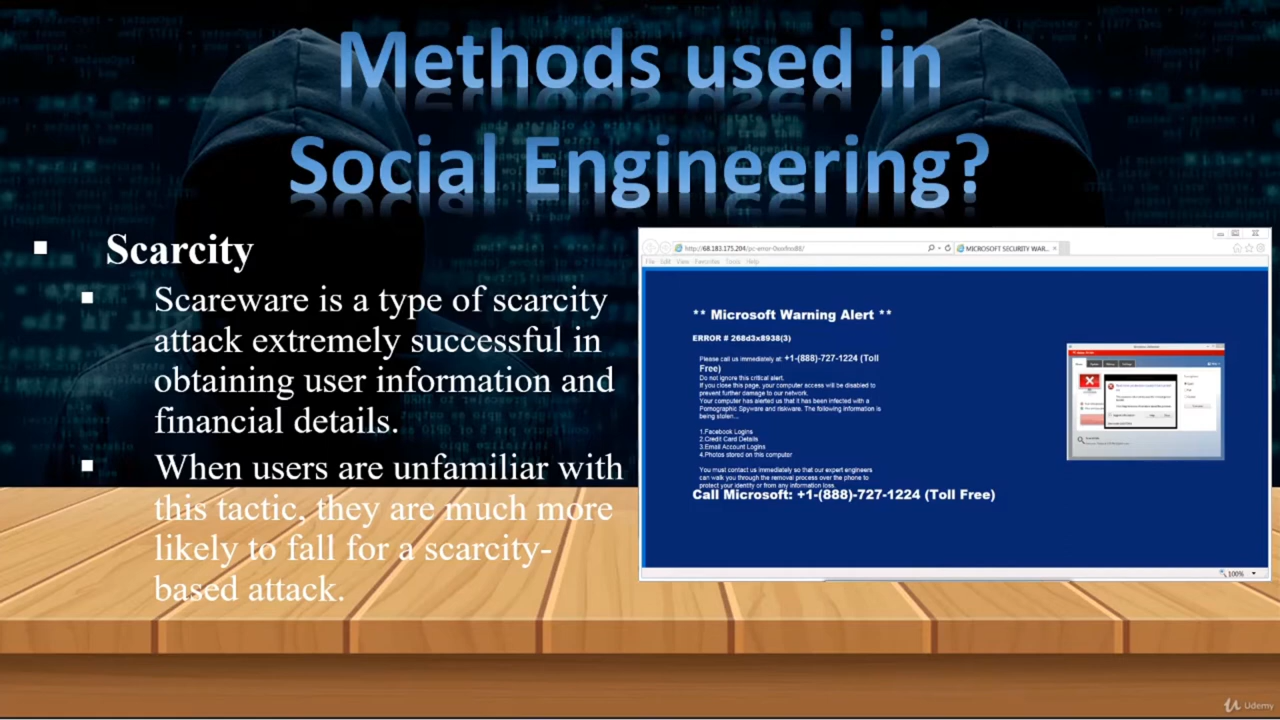 Methods used in
Social Engineering?
Scarcity
Scareware is a type of scarcity
attack extremely successful in
obtaining user information and
financial details.
When users are unfamiliar with
this tactic, they are much more
likely to fall for a scarcity-
based attack.
MICROSOFT SECURITY WAR...
File Edit View Favorites Tools Help
** Microsoft Warning Alert **
ERROR # 268d3x8938(3)
Please call us immediately at: +1-(888)-727-1224 (Toll
Free)
Do not ignore this critical alert.
If you close this page, your computer access will be disabled to
prevent further damage to our network.
Your computer has alerted us that it has been infected with a
Pornographic Spyware and riskware. The following information is
being stolen...
1.Facebook Logins
2.Credit Card Details
3.Email Account Logins
4.Photos stored on this computer
You must contact us immediately so that our expert engineers
can walk you through the removal process over the phone to
protect your identity or from any information loss.
Call Microsoft: +1-(888)-727-1224 (Toll Free)
100%
Udemy